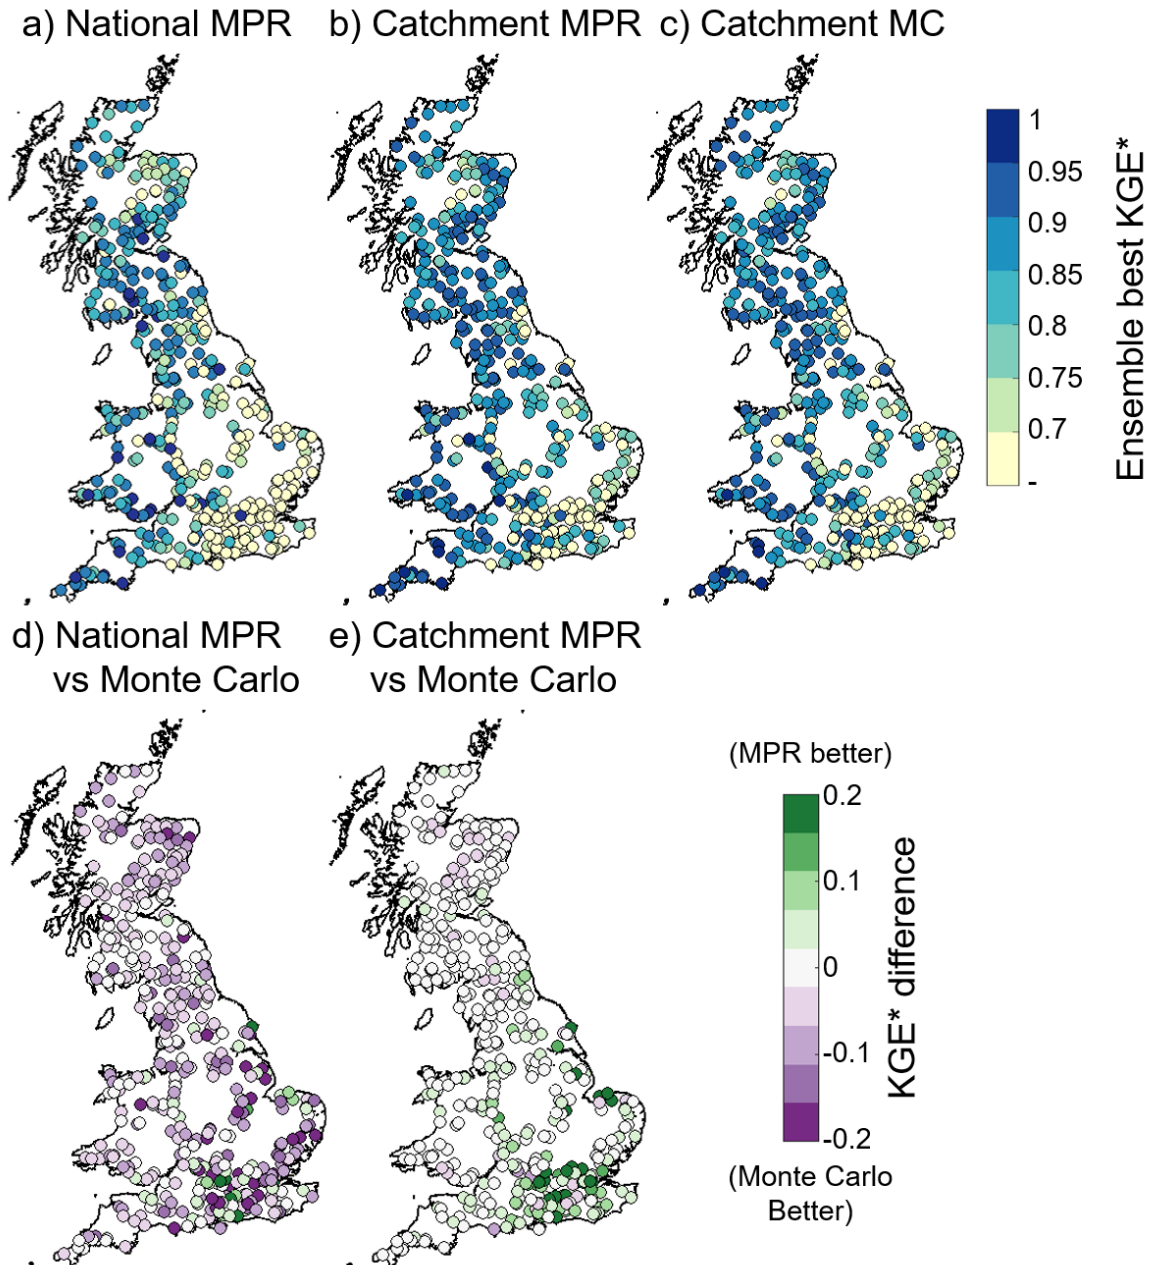 a) National MPR
b) Catchment MPR
c) Catchment MC
1
0.95
0.9
0.85
0.8
0.75
0.7
-
Ensemble best KGE*
d) National MPR
vs Monte Carlo
e) Catchment MPR
vs Monte Carlo
(MPR better)
0.2
0.1
0
-0.1
-0.2
KGE* difference
(Monte Carlo
Better)